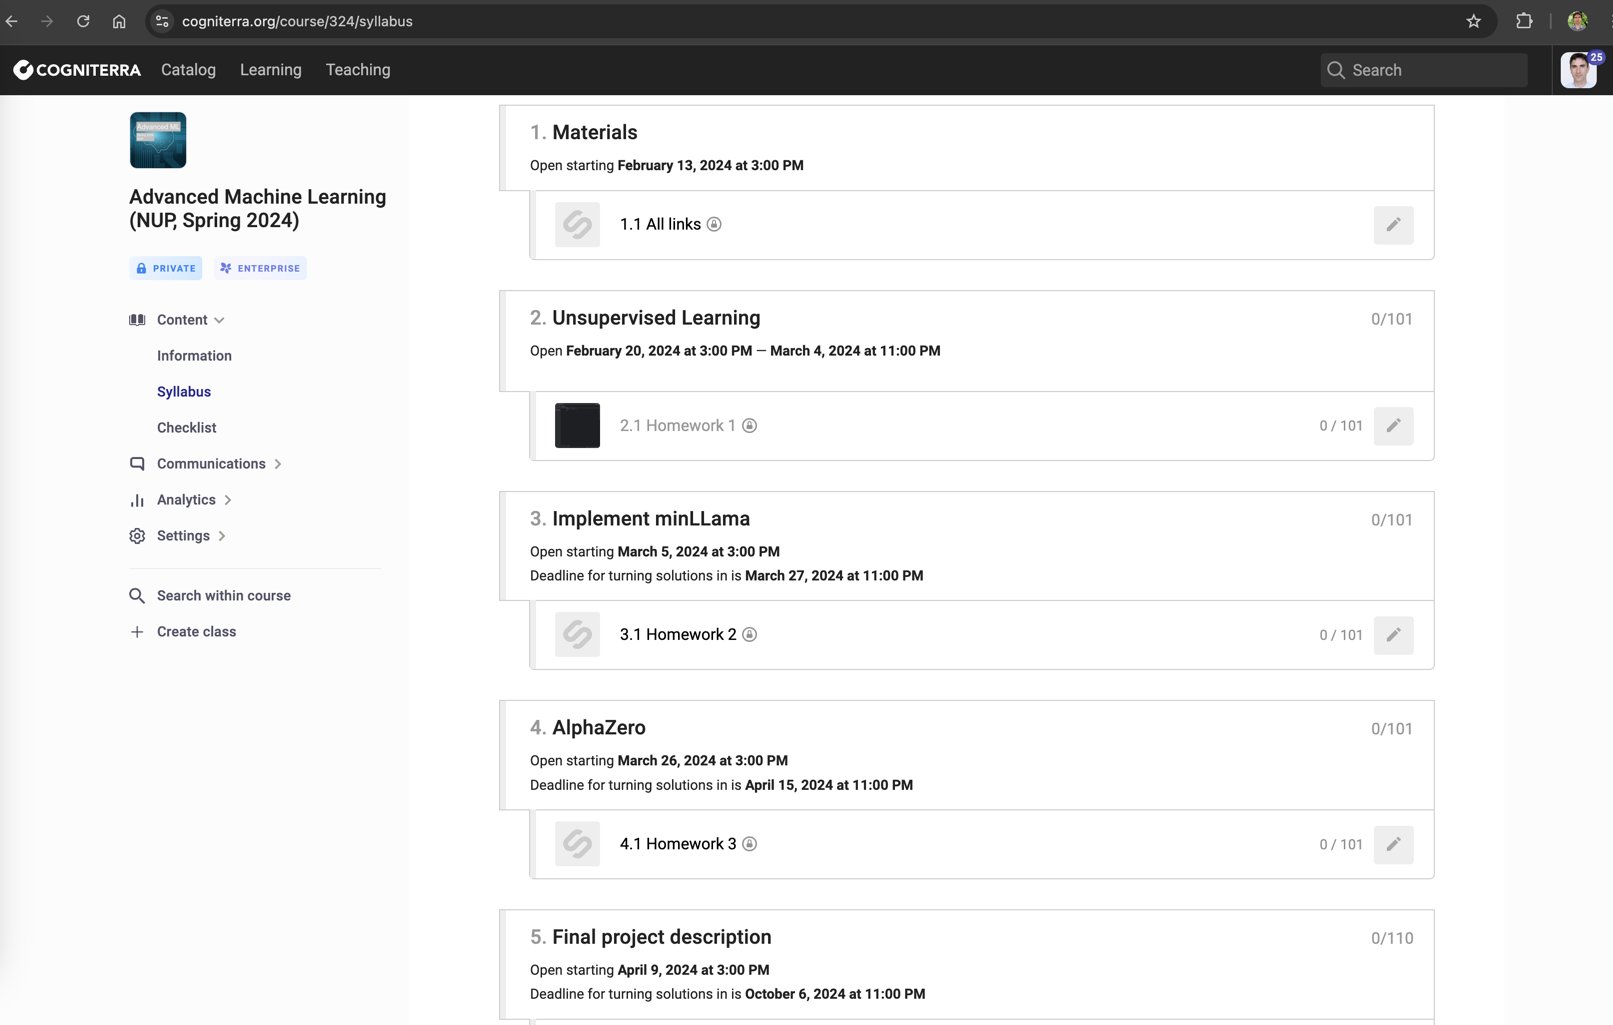 cogniterra.org/course/324/syllabus
COGNITERRA
Catalog
Learning
Teaching
Search
25
Advanced ML
Advanced Machine Learning
(NUP, Spring 2024)
PRIVATE
ENTERPRISE
Content
Information
Syllabus
Checklist
Communications
Analytics
Settings
Search within course
Create class
1. Materials
Open starting February 13, 2024 at 3:00 PM
1.1 All links
2. Unsupervised Learning
0/101
Open February 20, 2024 at 3:00 PM — March 4, 2024 at 11:00 PM
2.1 Homework 1
0 / 101
3. Implement minLLama
0/101
Open starting March 5, 2024 at 3:00 PM
Deadline for turning solutions in is March 27, 2024 at 11:00 PM
3.1 Homework 2
0 / 101
4. AlphaZero
0/101
Open starting March 26, 2024 at 3:00 PM
Deadline for turning solutions in is April 15, 2024 at 11:00 PM
4.1 Homework 3
0 / 101
5. Final project description
0/110
Open starting April 9, 2024 at 3:00 PM
Deadline for turning solutions in is October 6, 2024 at 11:00 PM